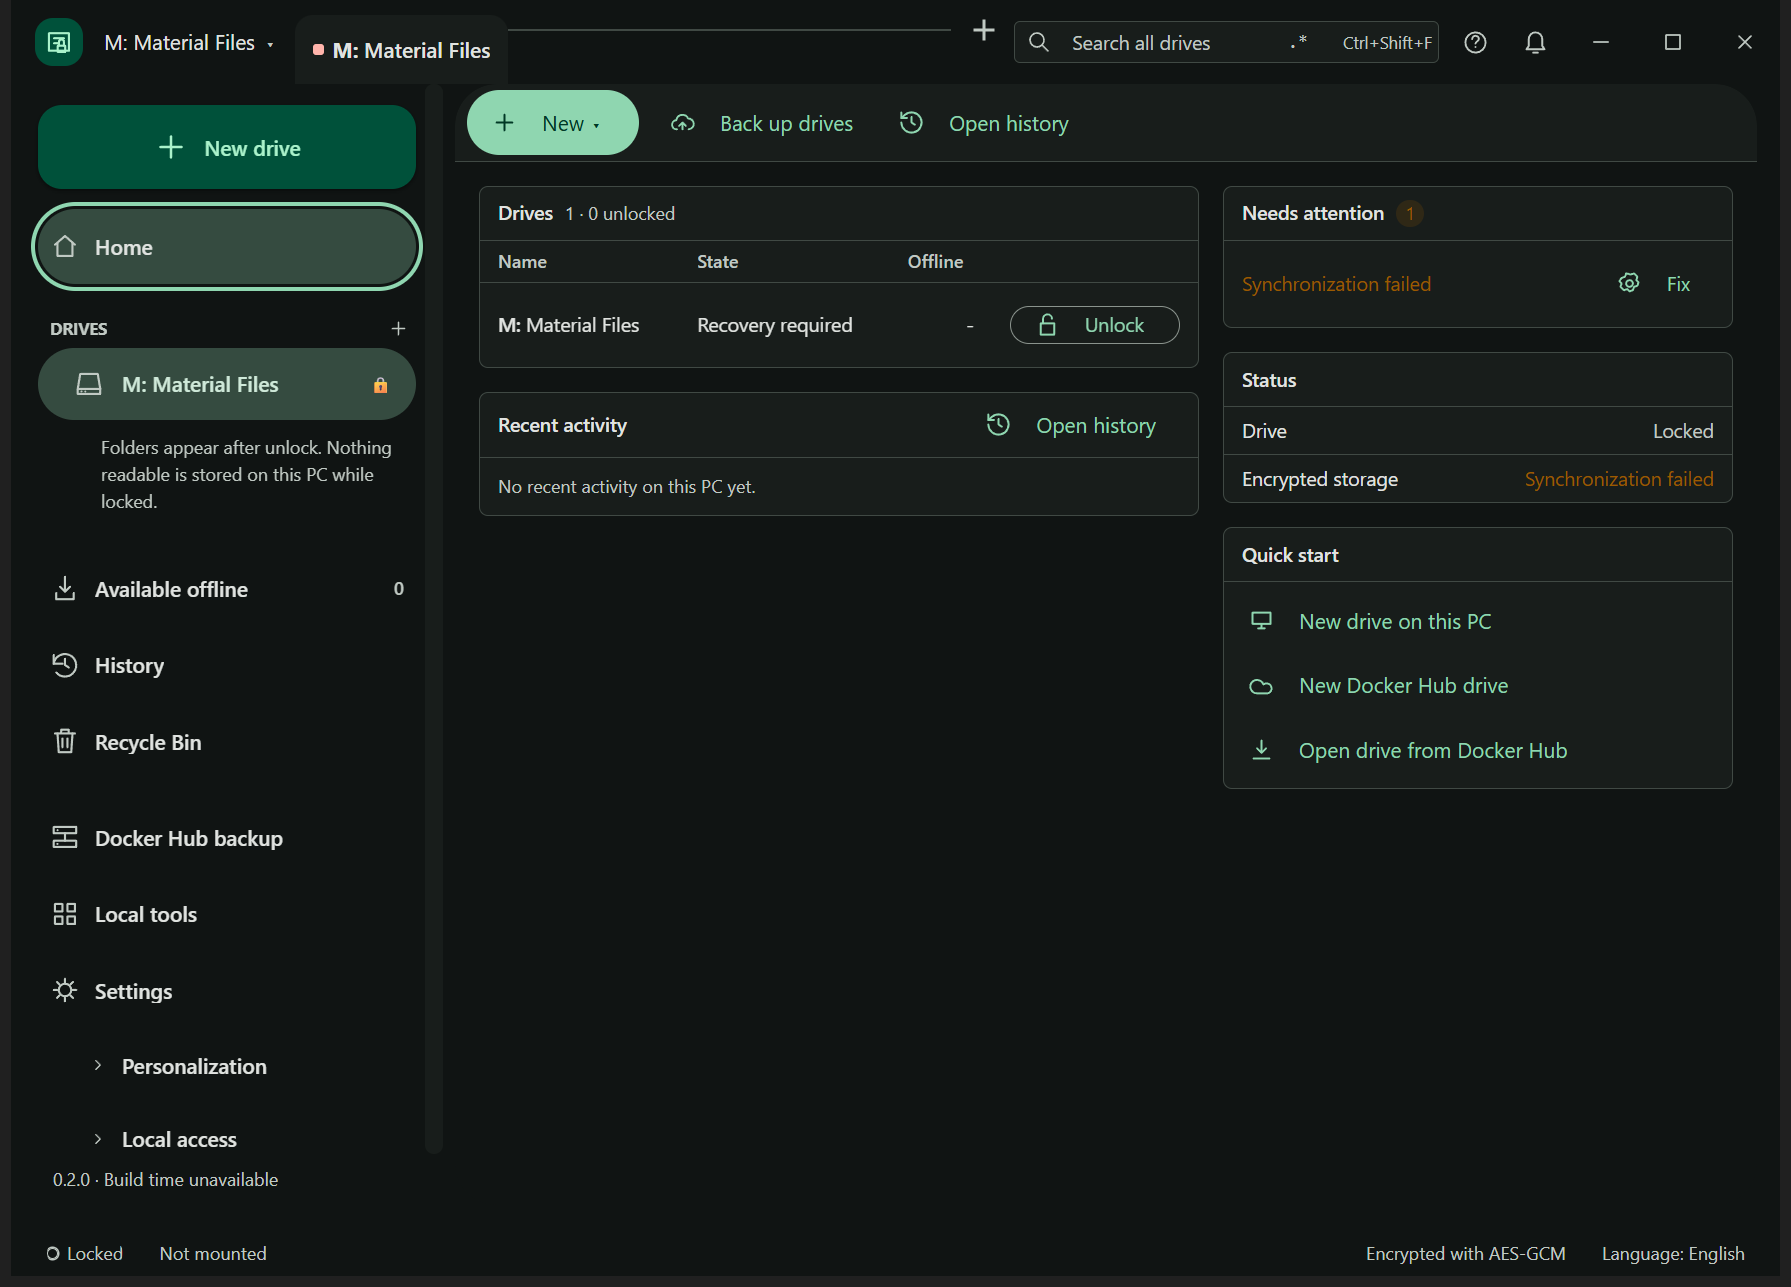 M: Material Files
M: Material Files
Search all drives .* Ctrl+Shift+F
New drive
Home
DRIVES
M: Material Files
Folders appear after unlock. Nothing
readable is stored on this PC while
locked.
Available offline 0
History
Recycle Bin
Docker Hub backup
Local tools
Settings
Personalization
Local access
0.2.0 · Build time unavailable
New
Back up drives
Open history
Drives 1 · 0 unlocked
Name State Offline
M: Material Files Recovery required - Unlock
Recent activity Open history
No recent activity on this PC yet.
Needs attention 1
Synchronization failed Fix
Status
Drive Locked
Encrypted storage Synchronization failed
Quick start
New drive on this PC
New Docker Hub drive
Open drive from Docker Hub
Locked Not mounted
Encrypted with AES-GCM Language: English